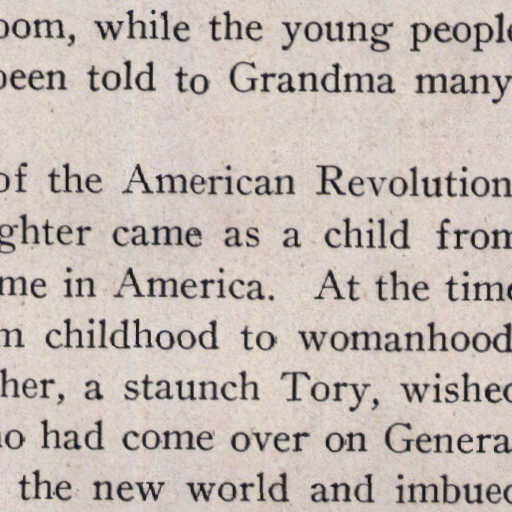 oom, while the young people
been told to Grandma many
of the American Revolution
ghter came as a child from
me in America. At the time
m childhood to womanhood
her, a staunch Tory, wished
o had come over on Genera
the new world and imbued